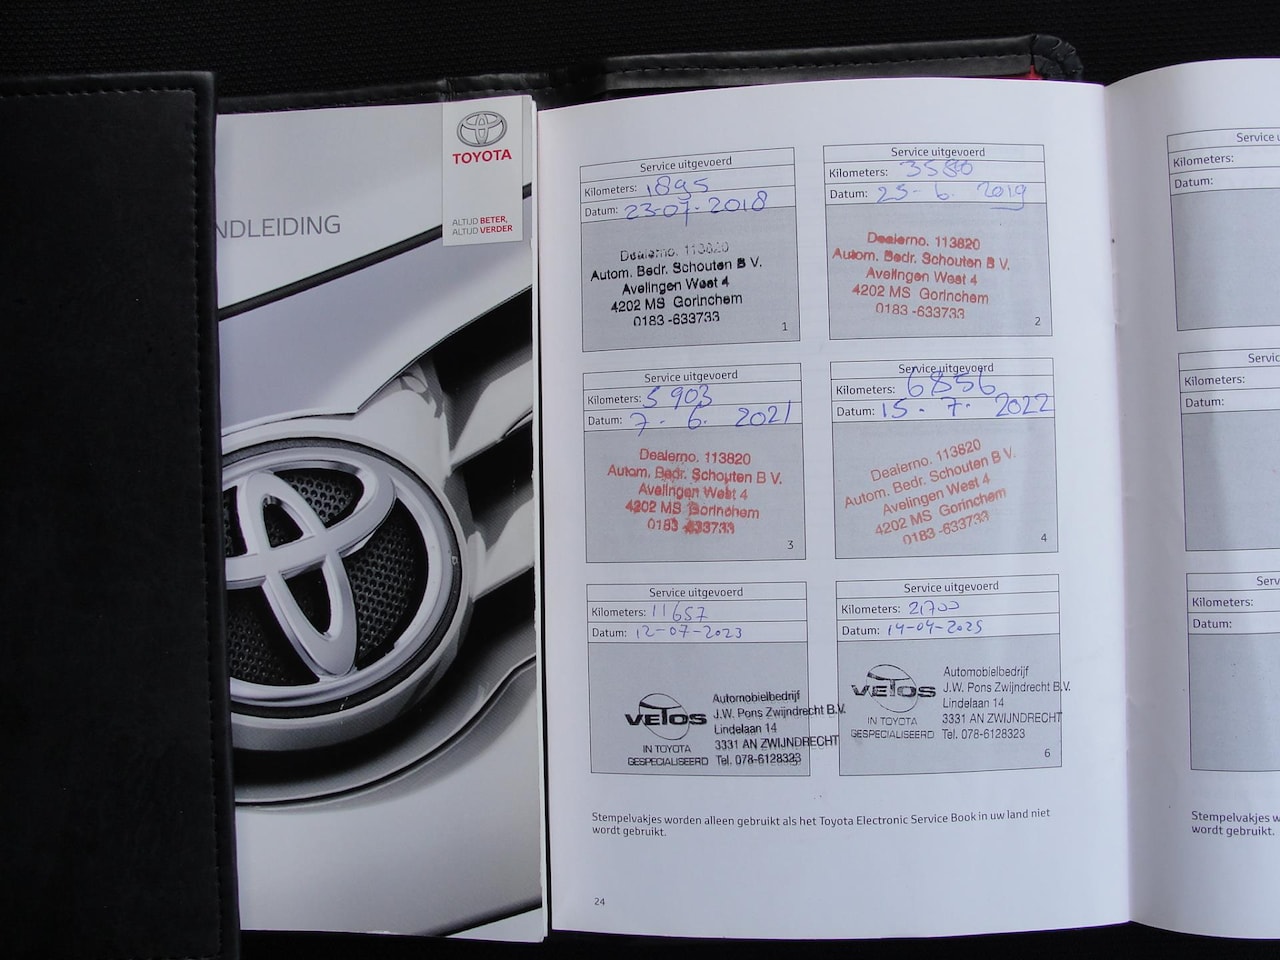 TOYOTA
ALTIJD BETER,
ALTIJD VERDER
NDLEIDING
Service uitgevoerd
Kilometers: 1895
Datum: 23-07-2018
Dealerno. 113820
Autom. Bedr. Schouten B V.
Avelingen West 4
4202 MS Gorinchem
0183-633733
1
Service uitgevoerd
Kilometers: 3580
Datum: 25-6. 2019
Dealerno. 113820
Autom. Bedr. Schouten B V.
Avelingen West 4
4202 MS Gorinchem
0183-633733
2
Service uitgevoerd
Kilometers: 5903
Datum: 7. 6. 2021
Dealerno. 113820
Autom. Bedr. Schouten B V.
Avelingen West 4
4202 MS Gorinchem
0183-633733
3
Service uitgevoerd
Kilometers: 6856
Datum: 15. 7. 2022
Dealerno. 113820
Autom. Bedr. Schouten B V.
Avelingen West 4
4202 MS Gorinchem
0183-633733
4
Service uitgevoerd
Kilometers: 11657
Datum: 12-07-2023
VETOS
IN TOYOTA
GESPECIALISEERD
Automobielbedrijf
J.W. Pons Zwijndrecht B.V.
Lindelaan 14
3331 AN ZWIJNDRECHT
Tel. 078-6128323
Service uitgevoerd
Kilometers: 21700
Datum: 14-04-2025
VETOS
IN TOYOTA
GESPECIALISEERD
Automobielbedrijf
J.W. Pons Zwijndrecht B.V.
Lindelaan 14
3331 AN ZWIJNDRECHT
Tel. 078-6128323
6
Stempelvakjes worden alleen gebruikt als het Toyota Electronic Service Book in uw land niet
wordt gebruikt.
24
Service u
Kilometers:
Datum:
Servic
Kilometers:
Datum:
Serv
Kilometers:
Datum:
Stempelvakjes w
wordt gebruikt.